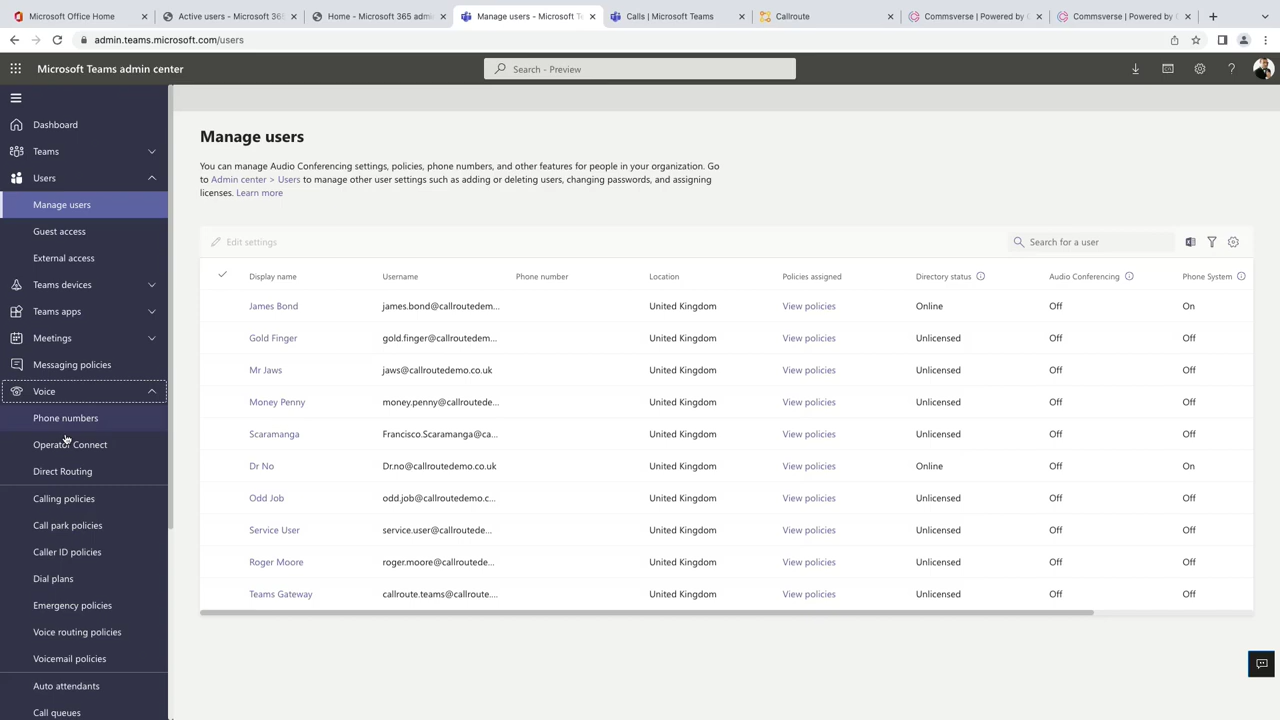 Microsoft Office Home
Active users - Microsoft 365
Home - Microsoft 365 admin
Manage users - Microsoft Te
Calls | Microsoft Teams
Callroute
Commsverse | Powered by C
Commsverse | Powered by
admin.teams.microsoft.com/users
Microsoft Teams admin center
Search - Preview
Dashboard
Teams
Users
Manage users
Guest access
External access
Teams devices
Teams apps
Meetings
Messaging policies
Voice
Phone numbers
Operator Connect
Direct Routing
Calling policies
Call park policies
Caller ID policies
Dial plans
Emergency policies
Voice routing policies
Voicemail policies
Auto attendants
Call queues
Manage users
You can manage Audio Conferencing settings, policies, phone numbers, and other features for people in your organization. Go
to Admin center > Users to manage other user settings such as adding or deleting users, changing passwords, and assigning
licenses. Learn more
Edit settings
Search for a user
Display name Username Phone number Location Policies assigned Directory status Audio Conferencing Phone System
James Bond james.bond@callroutedem... United Kingdom View policies Online Off On
Gold Finger gold.finger@callroutedem... United Kingdom View policies Unlicensed Off Off
Mr Jaws jaws@callroutedemo.co.uk United Kingdom View policies Unlicensed Off Off
Money Penny money.penny@callroutede... United Kingdom View policies Unlicensed Off Off
Scaramanga Francisco.Scaramanga@ca... United Kingdom View policies Unlicensed Off Off
Dr No Dr.no@callroutedemo.co.uk United Kingdom View policies Online Off On
Odd Job odd.job@callroutedemo.c... United Kingdom View policies Unlicensed Off Off
Service User service.user@callroutede... United Kingdom View policies Unlicensed Off Off
Roger Moore roger.moore@callroutede... United Kingdom View policies Unlicensed Off Off
Teams Gateway callroute.teams@callroute.... United Kingdom View policies Unlicensed Off Off